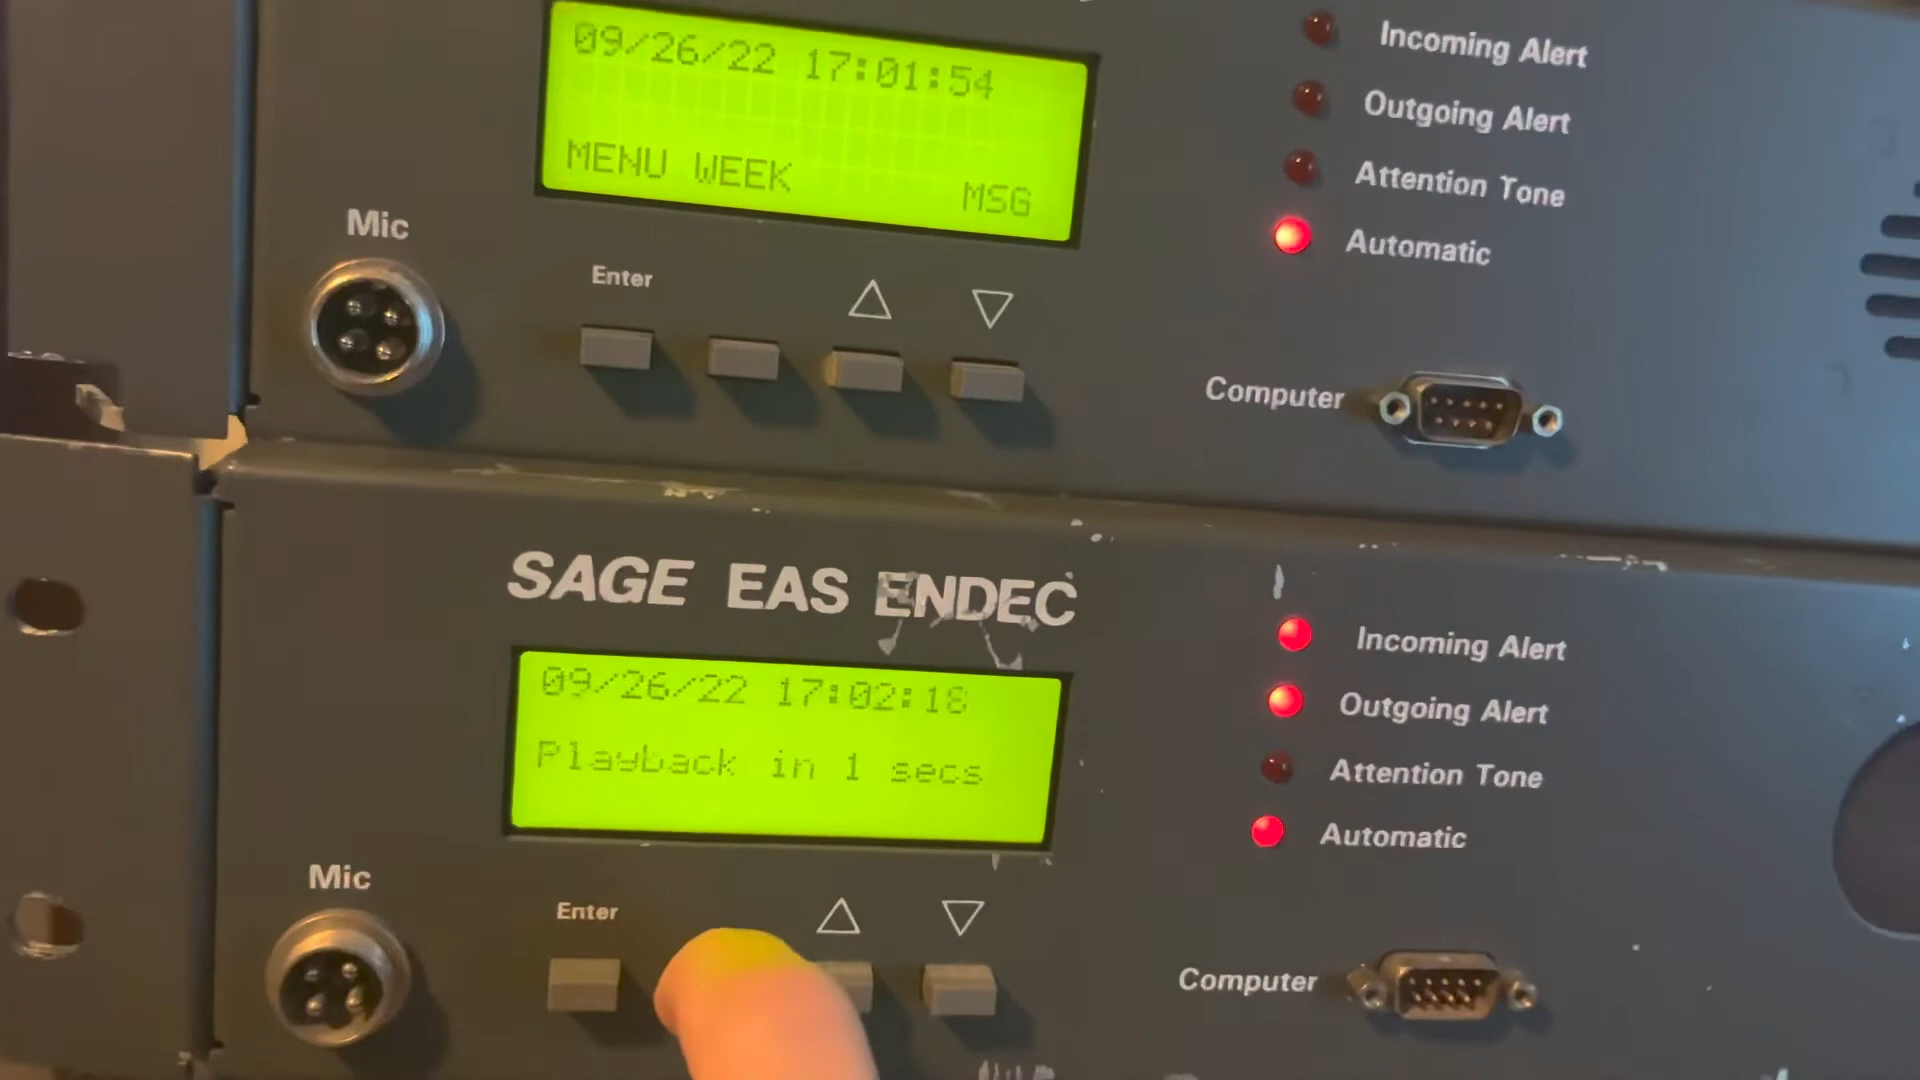 09/26/22 17:01:54
MENU WEEK MSG
Incoming Alert
Outgoing Alert
Attention Tone
Automatic
Mic
Enter
Computer
SAGE EAS ENDEC
09/26/22 17:02:18
Playback in 1 secs
Incoming Alert
Outgoing Alert
Attention Tone
Automatic
Mic
Enter
Computer